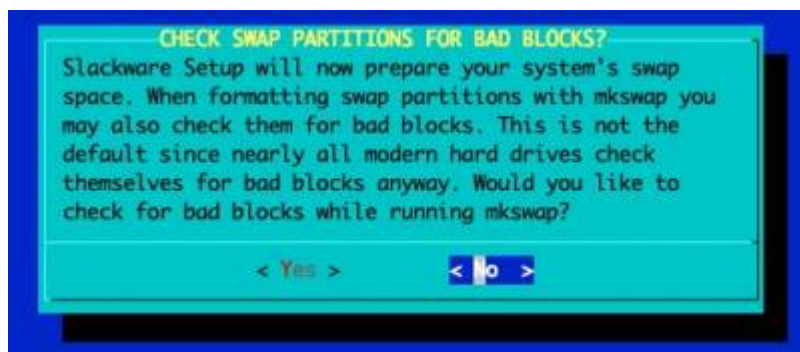 CHECK SWAP PARTITIONS FOR BAD BLOCKS?
Slackware Setup will now prepare your system's swap
space. When formatting swap partitions with mkswap you
may also check them for bad blocks. This is not the
default since nearly all modern hard drives check
themselves for bad blocks anyway. Would you like to
check for bad blocks while running mkswap?
< Yes > < No >